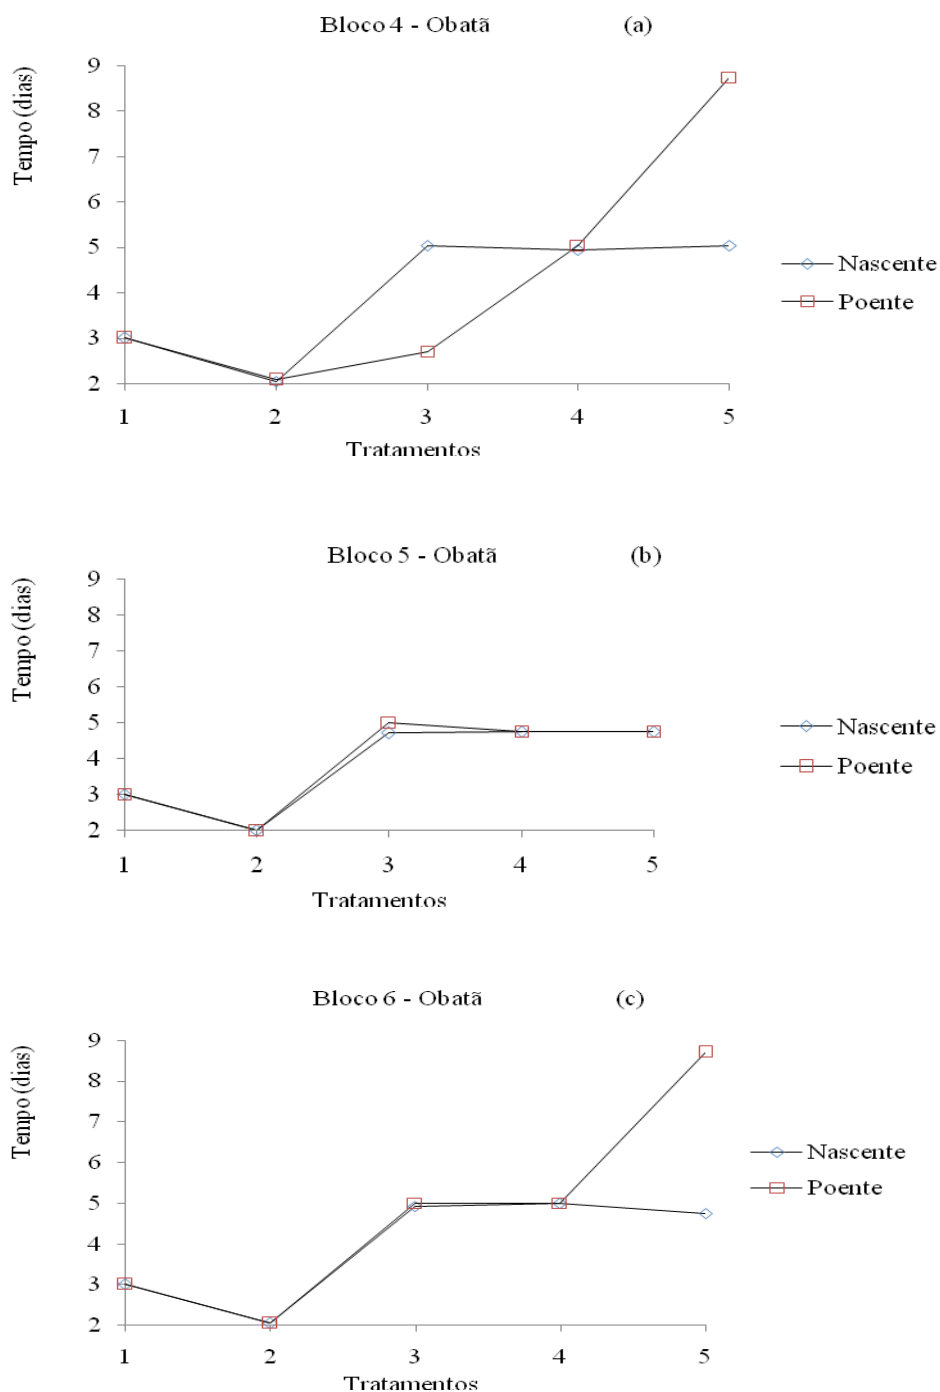 Bloco 4 - Obatã (a)
Tempo (dias)
9
8
7
6
5
4
3
2
1 2 3 4 5
Tratamentos
Nascente
Poente
Bloco 5 - Obatã (b)
Tempo (dias)
9
8
7
6
5
4
3
2
1 2 3 4 5
Tratamentos
Nascente
Poente
Bloco 6 - Obatã (c)
Tempo (dias)
9
8
7
6
5
4
3
2
1 2 3 4 5
Tratamentos
Nascente
Poente